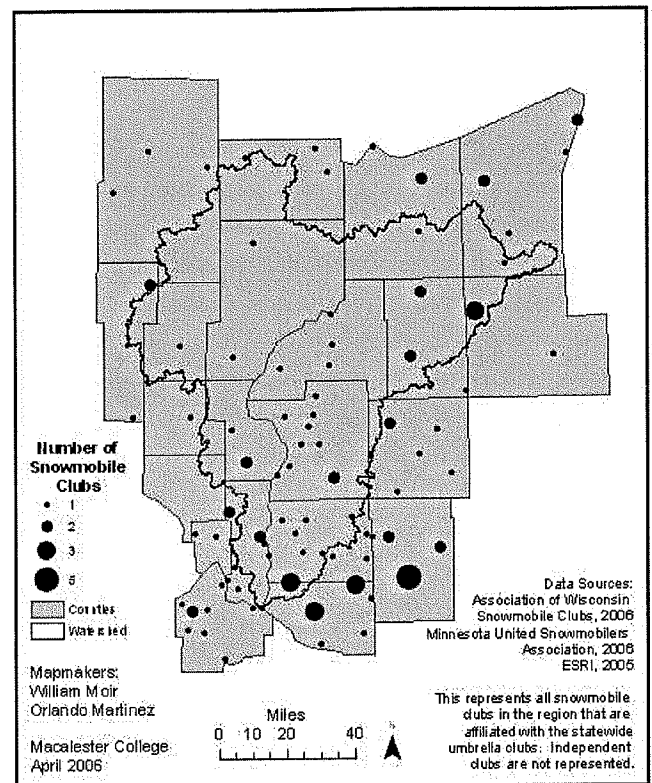 Number of
Snowmobile
Clubs
1
2
3
5
Counties
Watershed
Mapmakers:
William Moir
Orlando Martinez
Macalester College
April 2006
Miles
0 5 10 20 40
N
Data Sources:
Association of Wisconsin
Snowmobile Clubs, 2006
Minnesota United Snowmobilers
Association, 2006
ESRI, 2005
This represents all snowmobile
clubs in the region that are
affiliated with the statewide
umbrella clubs. Independent
clubs are not represented.